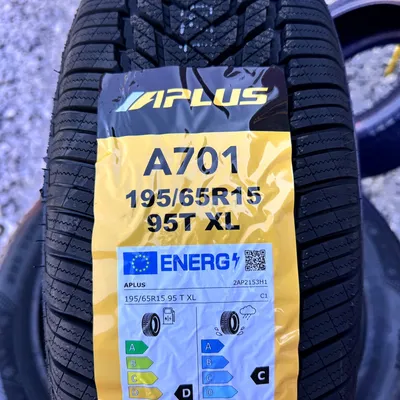 APLUS
A701
195/65R15
95T XL
ENERG
APLUS 2AP2153H1
195/65R15 95 T XL C1
A A
B B
C C C
D D